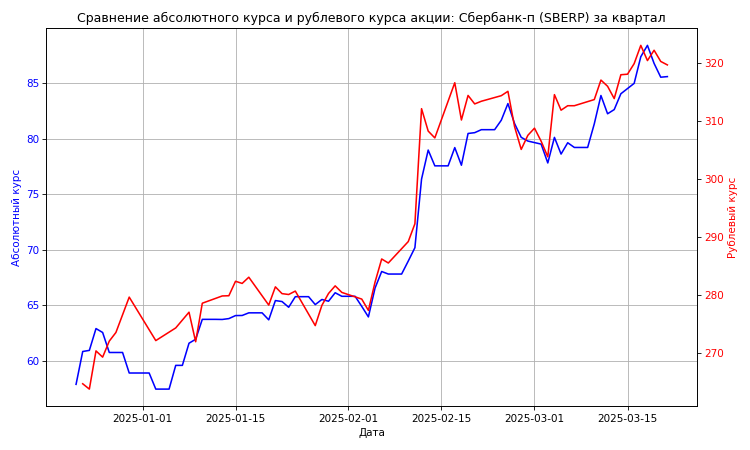 Сравнение абсолютного курса и рублевого курса акции: Сбербанк-п (SBERP) за квартал
85
80
75
70
65
60
Абсолютный курс
320
310
300
290
280
270
Рублевый курс
2025-01-01 2025-01-15 2025-02-01 2025-02-15 2025-03-01 2025-03-15
Дата